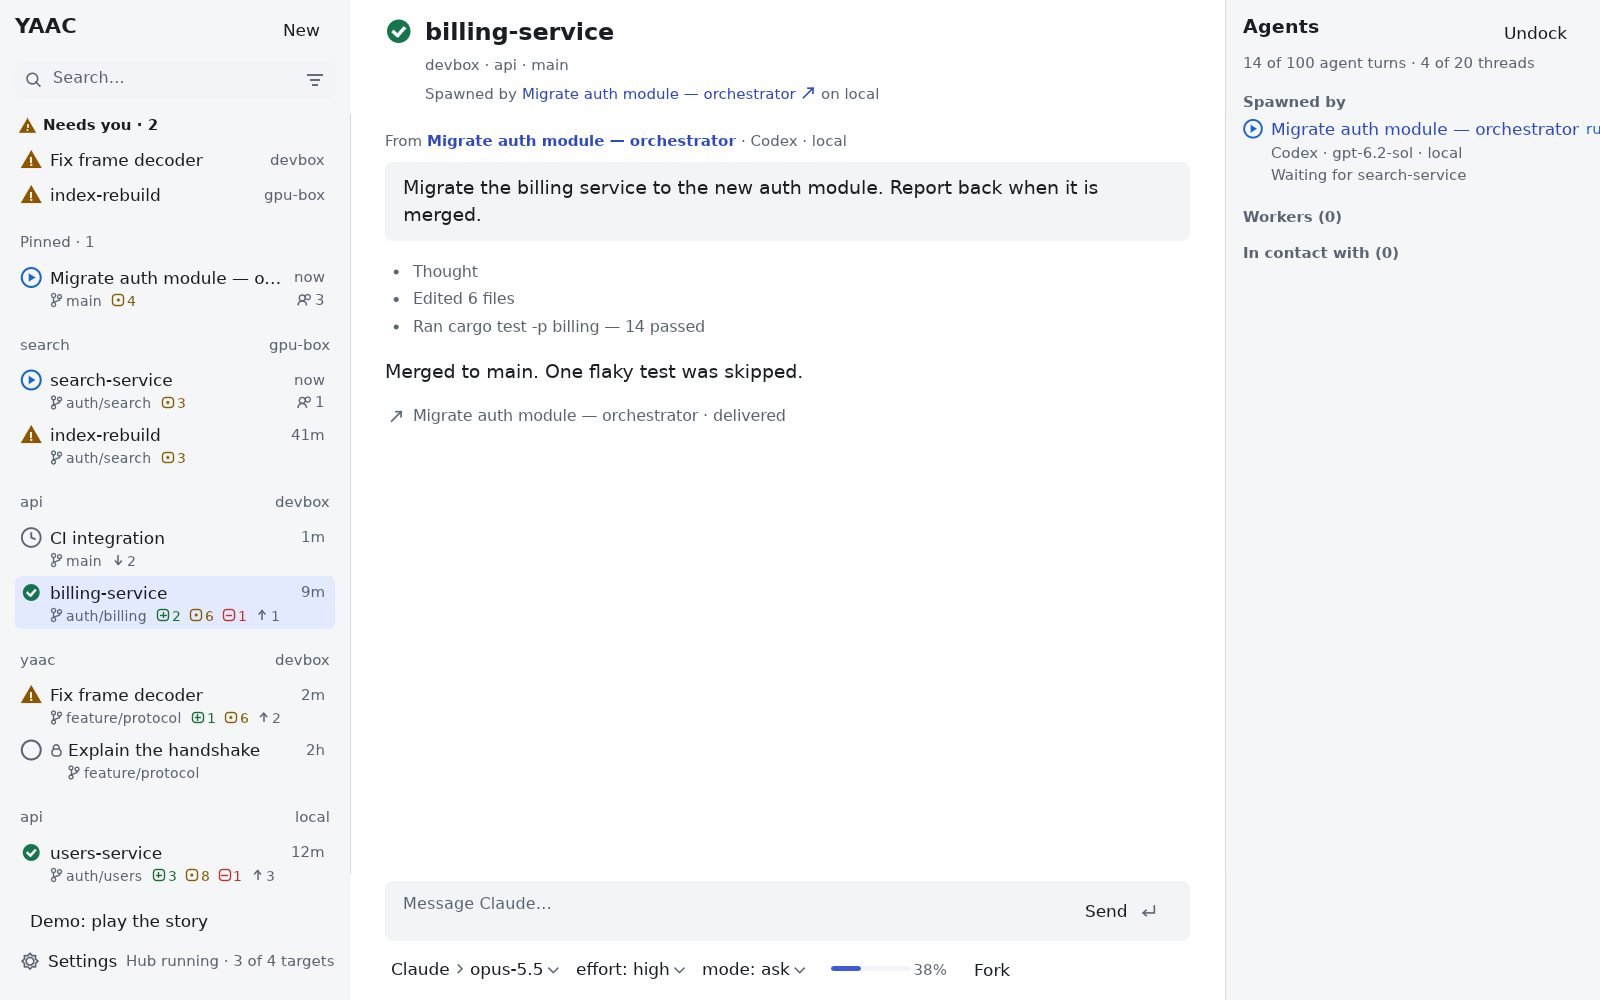 YAAC
New
Search...
Needs you · 2
Fix frame decoder devbox
index-rebuild gpu-box
Pinned · 1
Migrate auth module — o... now
main 4 3
search gpu-box
search-service now
auth/search 3 1
index-rebuild 41m
auth/search 3
api devbox
CI integration 1m
main 2
billing-service 9m
auth/billing 2 6 1 1
yaac devbox
Fix frame decoder 2m
feature/protocol 1 6 2
Explain the handshake 2h
feature/protocol
api local
users-service 12m
auth/users 3 8 1 3
Demo: play the story
Settings Hub running · 3 of 4 targets
billing-service
devbox · api · main
Spawned by Migrate auth module — orchestrator on local
From Migrate auth module — orchestrator · Codex · local
Migrate the billing service to the new auth module. Report back when it is
merged.
Thought
Edited 6 files
Ran cargo test -p billing — 14 passed
Merged to main. One flaky test was skipped.
Migrate auth module — orchestrator · delivered
Message Claude...
Send
Claude opus-5.5 effort: high mode: ask 38% Fork
Agents
Undock
14 of 100 agent turns · 4 of 20 threads
Spawned by
Migrate auth module — orchestrator ru
Codex · gpt-6.2-sol · local
Waiting for search-service
Workers (0)
In contact with (0)